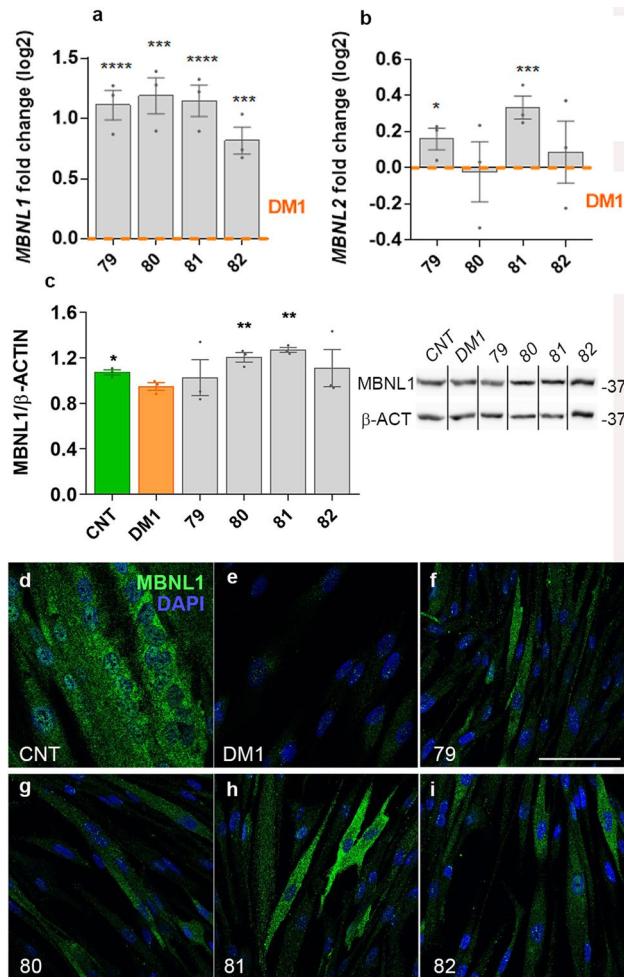 a
MBNL1 fold change (log2)
1.5
1.0
0.5
0.0
**** *** **** ***
DM1
79 80 81 82
b
MBNL2 fold change (log2)
0.6
0.4
0.2
0.0
-0.2
-0.4
* ***
DM1
79 80 81 82
c
MBNL1/β-ACTIN
1.6
1.2
0.8
0.4
0.0
* ** **
CNT DM1 79 80 81 82
CNT DM1 79 80 81 82
MBNL1 -37
β-ACT -37
d MBNL1
DAPI
CNT
e
DM1
f
79
g
80
h
81
i
82